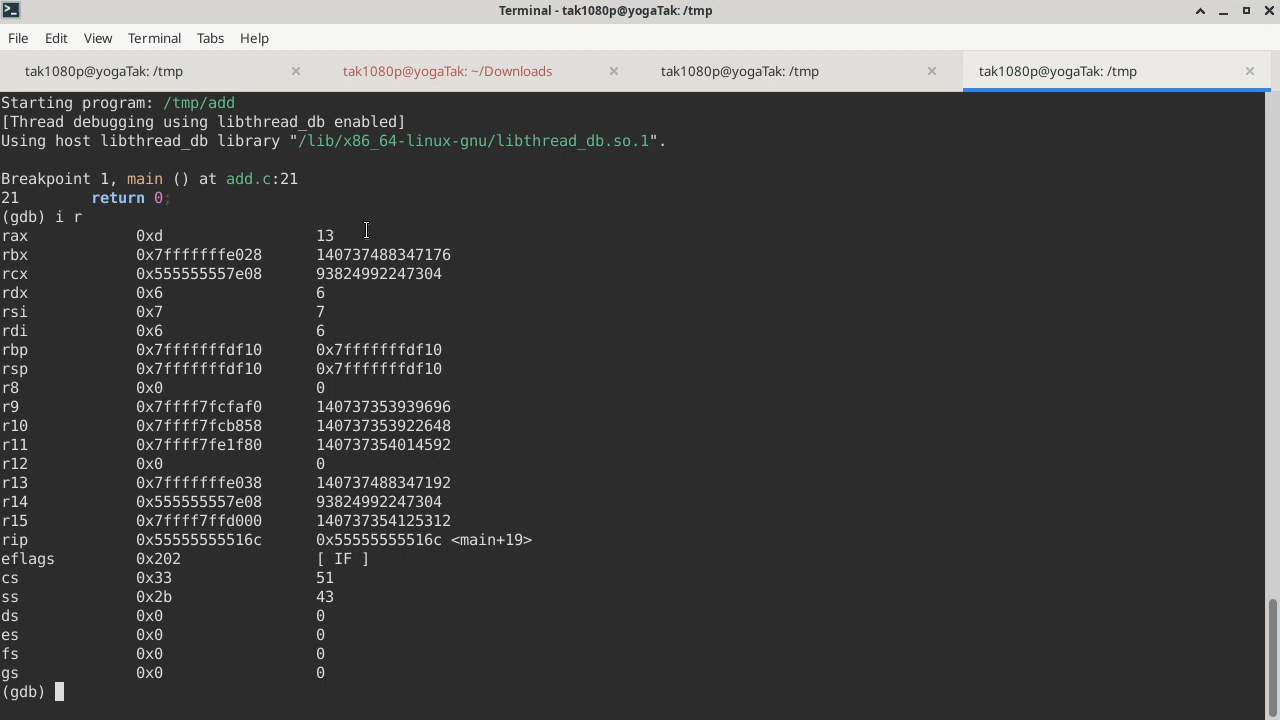 Terminal - tak1080p@yogaTak: /tmp
File Edit View Terminal Tabs Help
tak1080p@yogaTak: /tmp tak1080p@yogaTak: ~/Downloads tak1080p@yogaTak: /tmp tak1080p@yogaTak: /tmp
Starting program: /tmp/add
[Thread debugging using libthread_db enabled]
Using host libthread_db library "/lib/x86_64-linux-gnu/libthread_db.so.1".
Breakpoint 1, main () at add.c:21
21 return 0;
(gdb) i r
rax 0xd 13
rbx 0x7fffffffe028 140737488347176
rcx 0x555555557e08 93824992247304
rdx 0x6 6
rsi 0x7 7
rdi 0x6 6
rbp 0x7fffffffdf10 0x7fffffffdf10
rsp 0x7fffffffdf10 0x7fffffffdf10
r8 0x0 0
r9 0x7ffff7fcfaf0 140737353939696
r10 0x7ffff7fcb858 140737353922648
r11 0x7ffff7fe1f80 140737354014592
r12 0x0 0
r13 0x7fffffffe038 140737488347192
r14 0x555555557e08 93824992247304
r15 0x7ffff7ffd000 140737354125312
rip 0x55555555516c 0x55555555516c <main+19>
eflags 0x202 [ IF ]
cs 0x33 51
ss 0x2b 43
ds 0x0 0
es 0x0 0
fs 0x0 0
gs 0x0 0
(gdb)